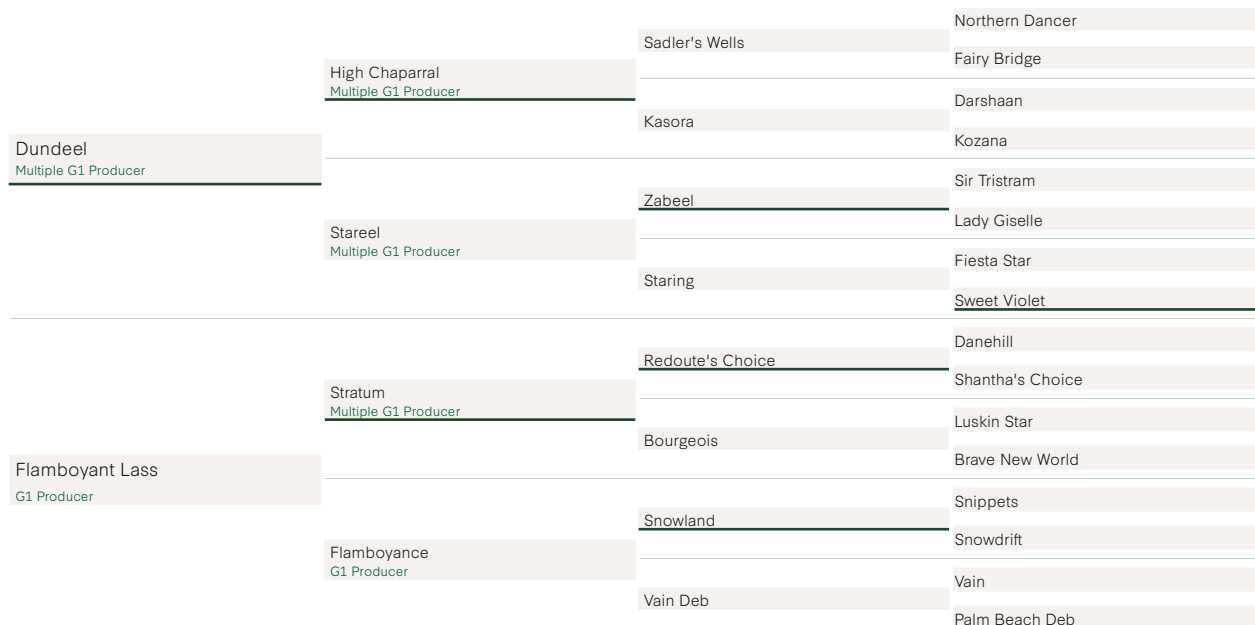 Dundeel
Multiple G1 Producer
High Chaparral
Multiple G1 Producer
Sadler's Wells
Northern Dancer
Fairy Bridge
Kasora
Darshaan
Kozana
Stareel
Multiple G1 Producer
Zabeel
Sir Tristram
Lady Giselle
Staring
Fiesta Star
Sweet Violet
Flamboyant Lass
G1 Producer
Stratum
Multiple G1 Producer
Redoute's Choice
Danehill
Shantha's Choice
Bourgeois
Luskin Star
Brave New World
Flamboyance
G1 Producer
Snowland
Snippets
Snowdrift
Vain Deb
Vain
Palm Beach Deb